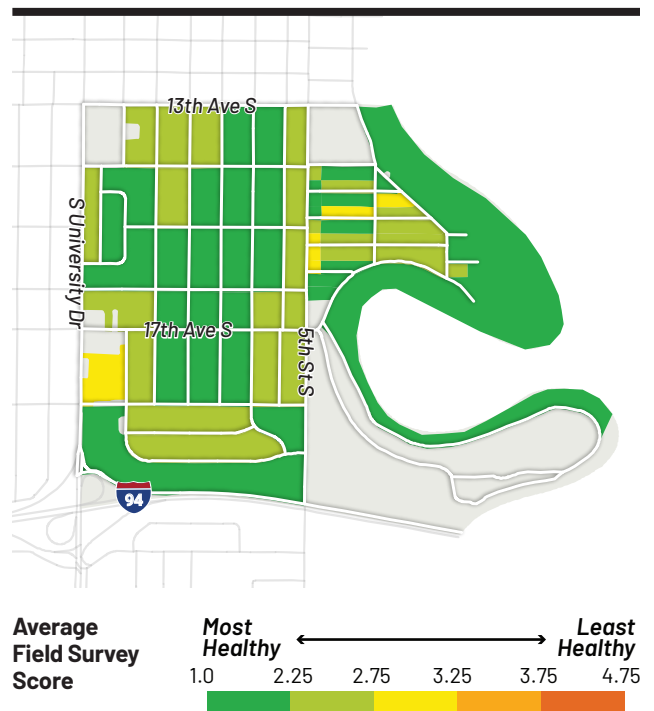 13th Ave S
S University Dr
17th Ave S
5th St S
94
Average
Field Survey
Score
Most
Healthy
Least
Healthy
1.0 2.25 2.75 3.25 3.75 4.75